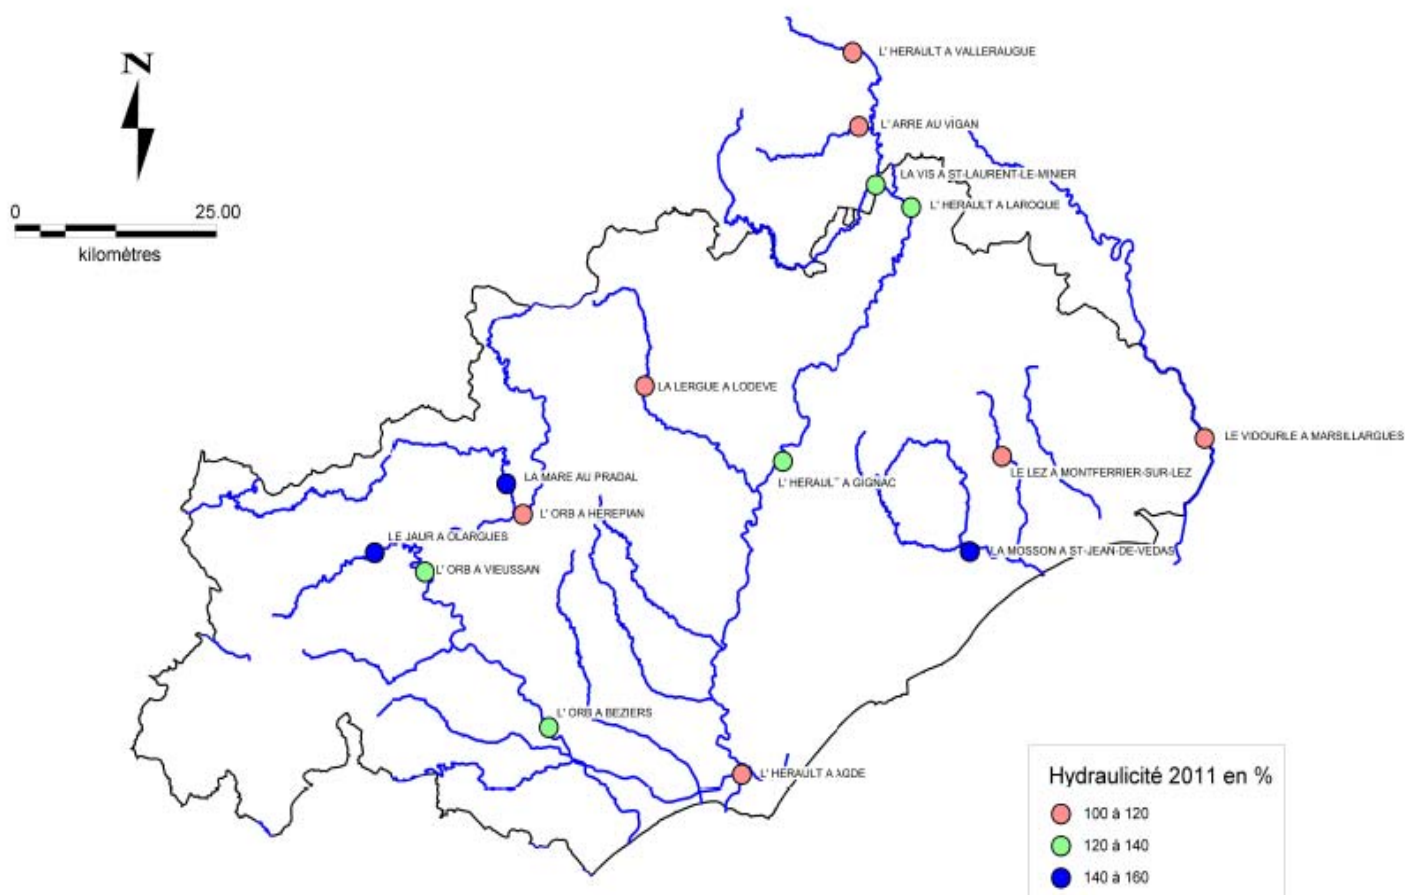 N
L' HERAULT A VALLERAUGUE
L' ARRE AU VIGAN
LA VIS A ST-LAURENT-LE-MINIER
L' HERAULT A LAROQUE
0 25.00
kilomètres
LA LERGUE A LODEVE
LE VIDOURLE A MARSILLARGUES
L' HERAULT A GIGNAC
LE LEZ A MONTFERRIER-SUR-LEZ
LA MARE AU PRADAL
L' ORB A HEREPIAN
LE JAUR A OLARGUES
LA MOSSON A ST-JEAN-DE-VEDAS
L' ORB A VIEUSSAN
L' ORB A BEZIERS
L' HERAULT A AGDE
Hydraulicité 2011 en %
100 à 120
120 à 140
140 à 160